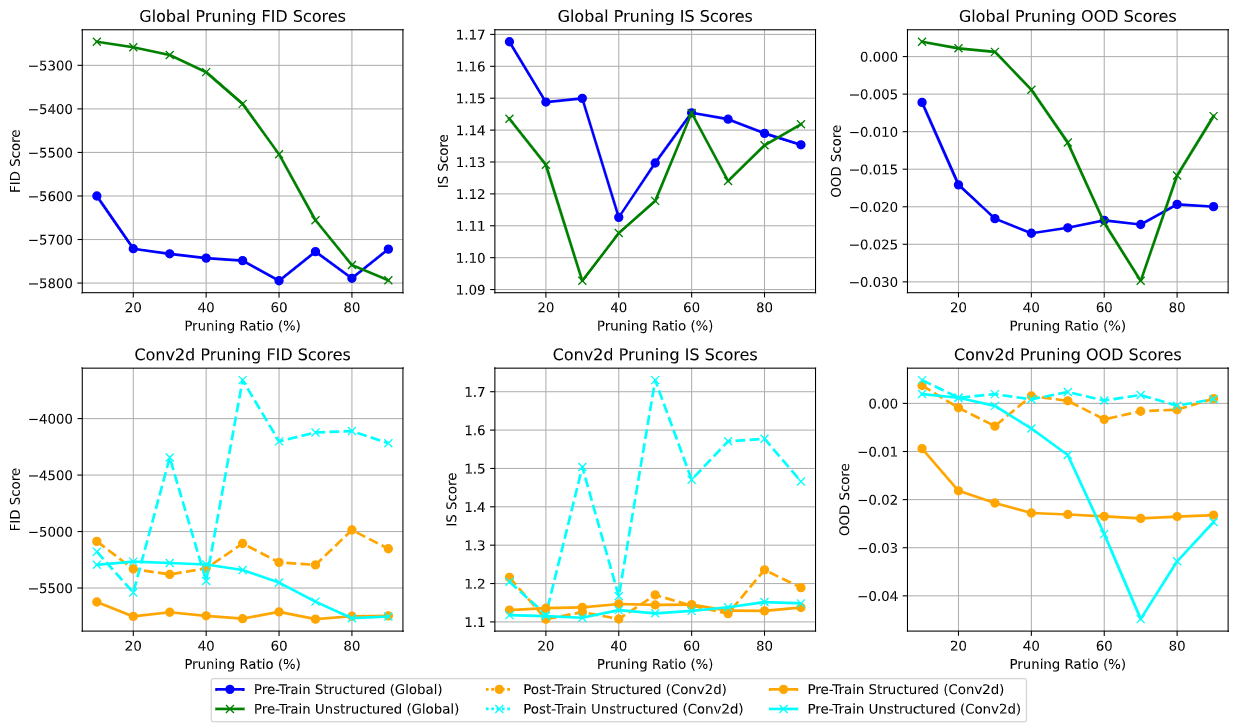 Global Pruning FID Scores
FID Score
−5300
−5400
−5500
−5600
−5700
−5800
20 40 60 80
Pruning Ratio (%)
Global Pruning IS Scores
IS Score
1.17
1.16
1.15
1.14
1.13
1.12
1.11
1.10
1.09
20 40 60 80
Pruning Ratio (%)
Global Pruning OOD Scores
OOD Score
0.000
−0.005
−0.010
−0.015
−0.020
−0.025
−0.030
20 40 60 80
Pruning Ratio (%)
Conv2d Pruning FID Scores
FID Score
−4000
−4500
−5000
−5500
20 40 60 80
Pruning Ratio (%)
Conv2d Pruning IS Scores
IS Score
1.7
1.6
1.5
1.4
1.3
1.2
1.1
20 40 60 80
Pruning Ratio (%)
Conv2d Pruning OOD Scores
OOD Score
0.00
−0.01
−0.02
−0.03
−0.04
20 40 60 80
Pruning Ratio (%)
Pre-Train Structured (Global)
Pre-Train Unstructured (Global)
Post-Train Structured (Conv2d)
Post-Train Unstructured (Conv2d)
Pre-Train Structured (Conv2d)
Pre-Train Unstructured (Conv2d)